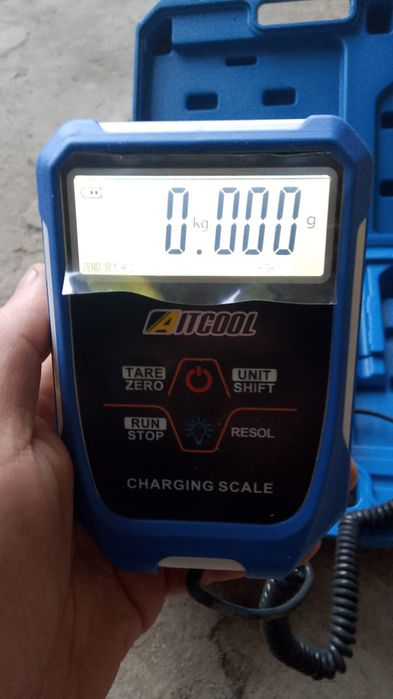 0.000
kg g
AITCOOL
TARE
ZERO
UNIT
SHIFT
RUN
STOP
RESOL
CHARGING SCALE